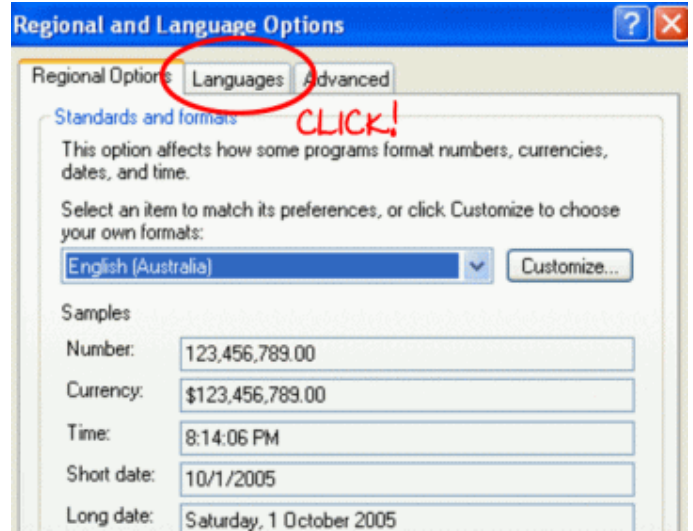 Regional and Language Options
Regional Options Languages Advanced
CLICK!
Standards and formats
This option affects how some programs format numbers, currencies,
dates, and time.
Select an item to match its preferences, or click Customize to choose
your own formats:
English (Australia) Customize...
Samples
Number: 123,456,789.00
Currency: $123,456,789.00
Time: 8:14:06 PM
Short date: 10/1/2005
Long date: Saturday, 1 October 2005